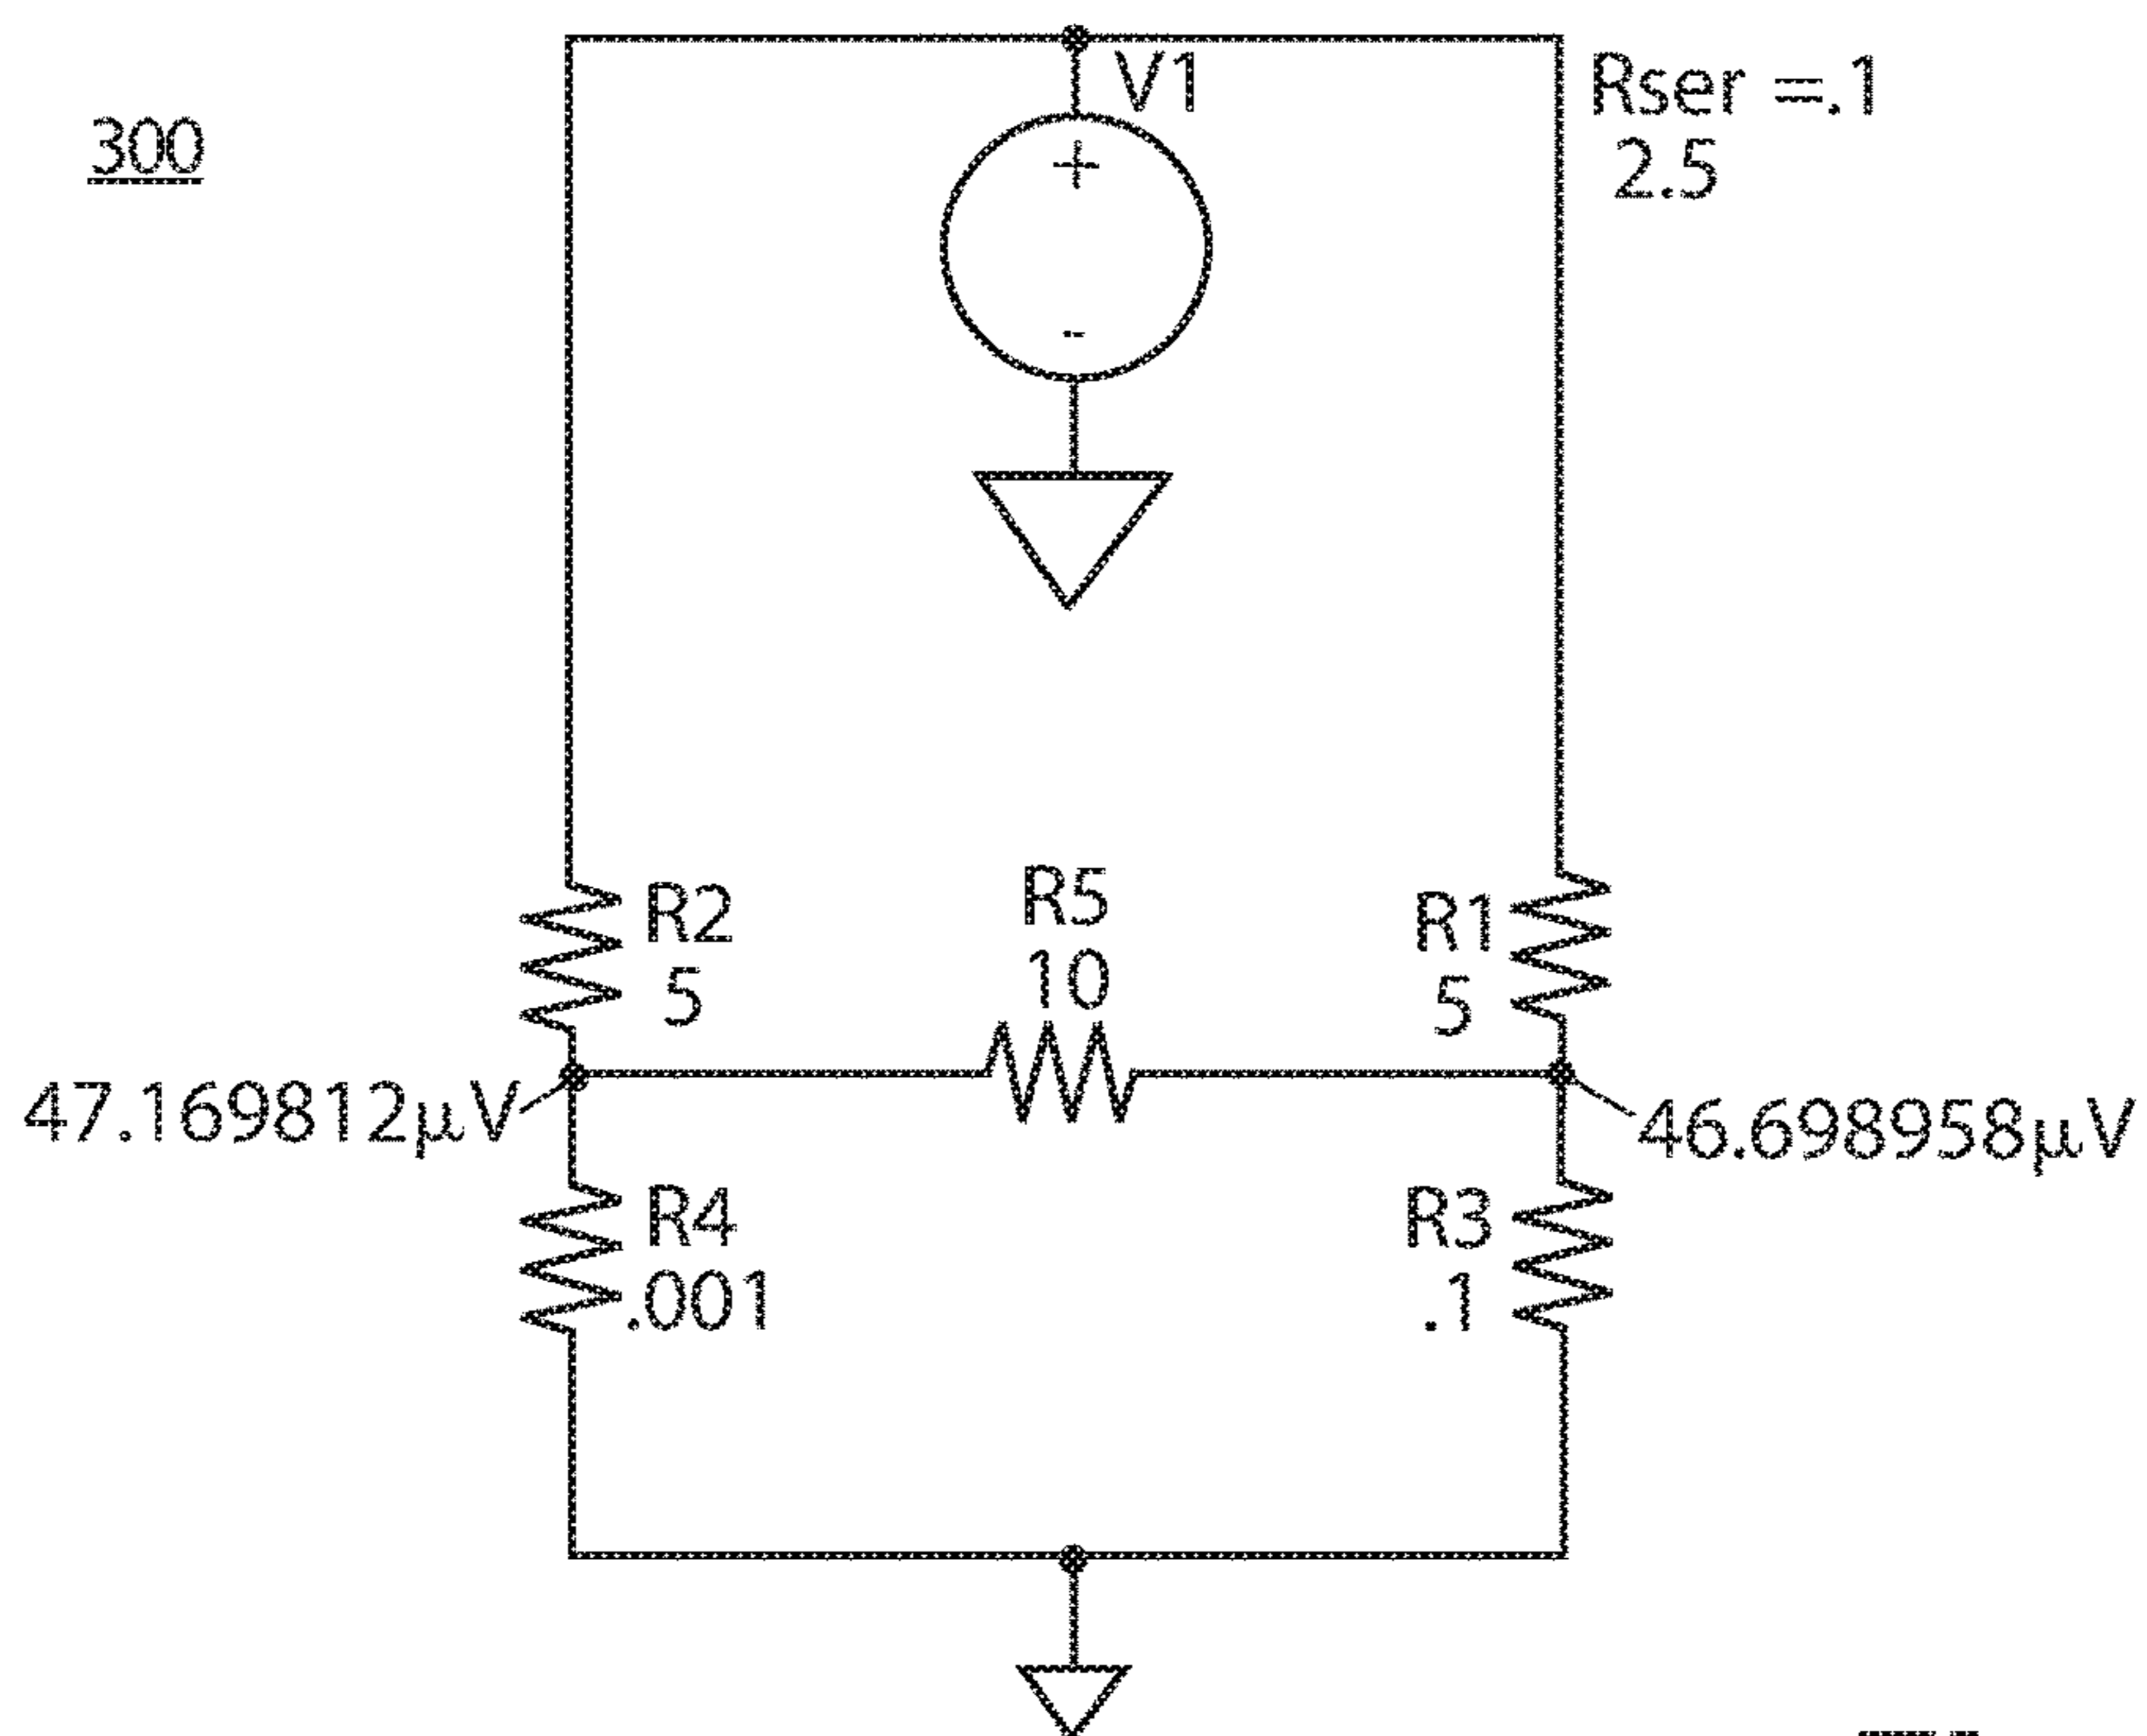 V1
Rser =.1
2.5
300
+
-
R2
5
R5
10
R1
5
47.169812µV
46.698958µV
R4
.001
R3
.1